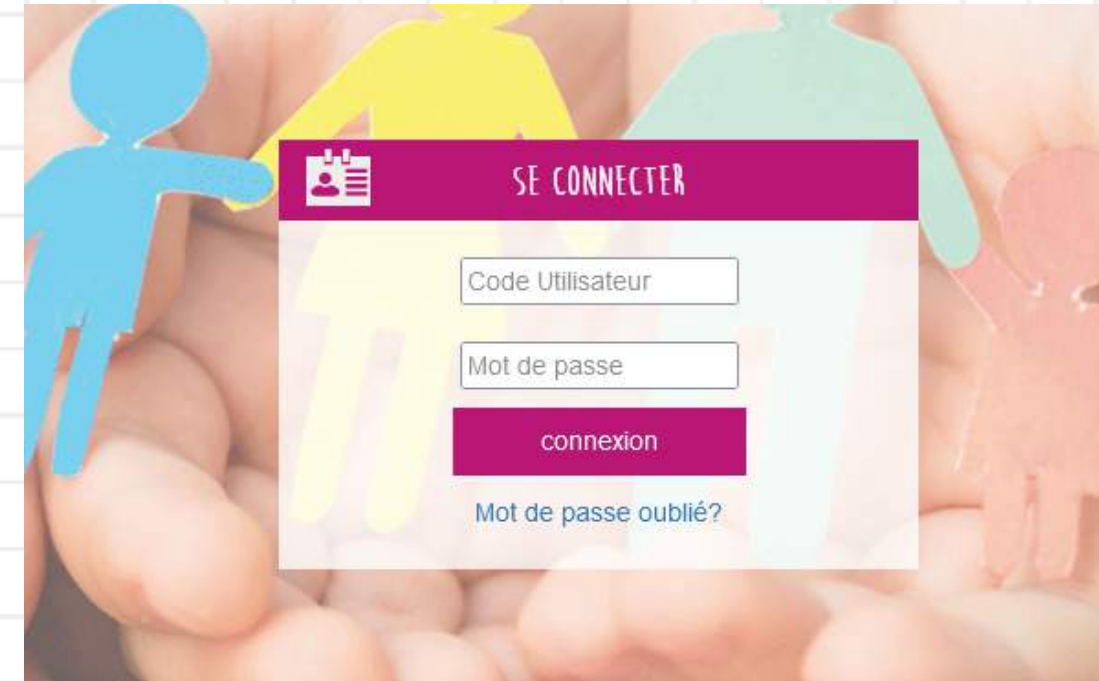 SE CONNECTER
Code Utilisateur
Mot de passe
connexion
Mot de passe oublié?